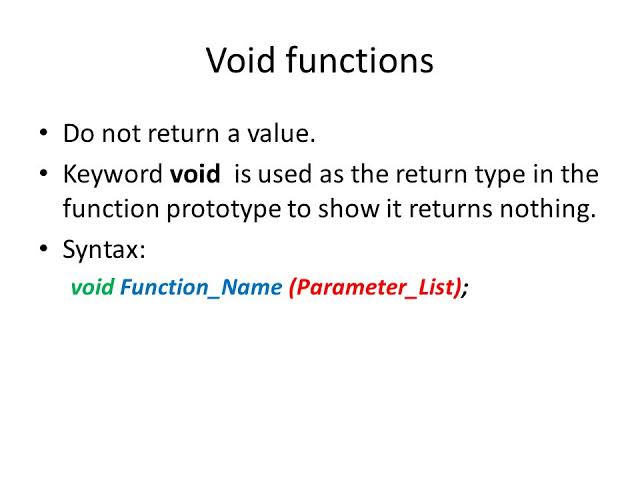 Void functions
• Do not return a value.
• Keyword void is used as the return type in the
function prototype to show it returns nothing.
• Syntax:
void Function_Name (Parameter_List);